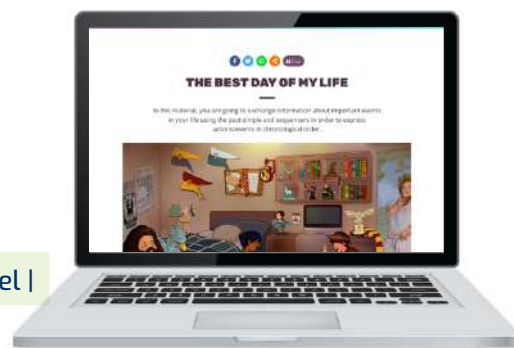 THE BEST DAY OF MY LIFE
In this material, you are going to exchange information about important events
in your life using the past simple and sequencers in order to express
achievements in chronological order.
el |